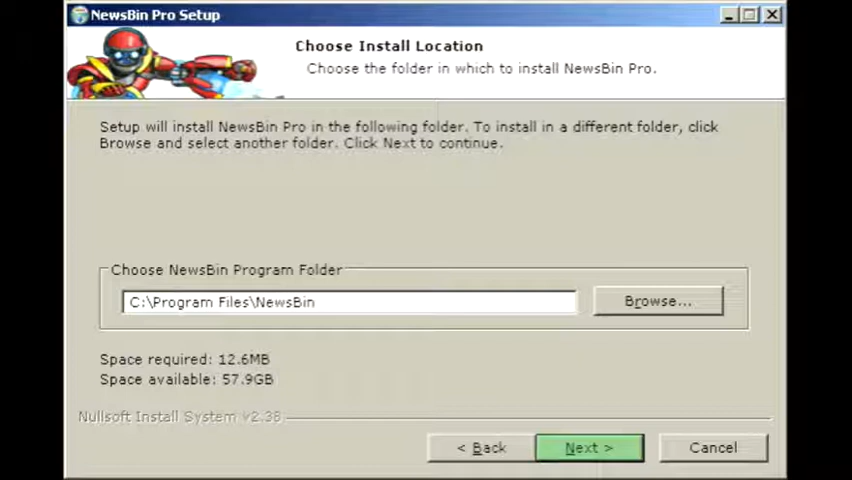 NewsBin Pro Setup
Choose Install Location
Choose the folder in which to install NewsBin Pro.
Setup will install NewsBin Pro in the following folder. To install in a different folder, click
Browse and select another folder. Click Next to continue.
Choose NewsBin Program Folder
C:\Program Files\NewsBin
Browse...
Space required: 12.6MB
Space available: 57.9GB
Nullsoft Install System v2.38
< Back
Next >
Cancel